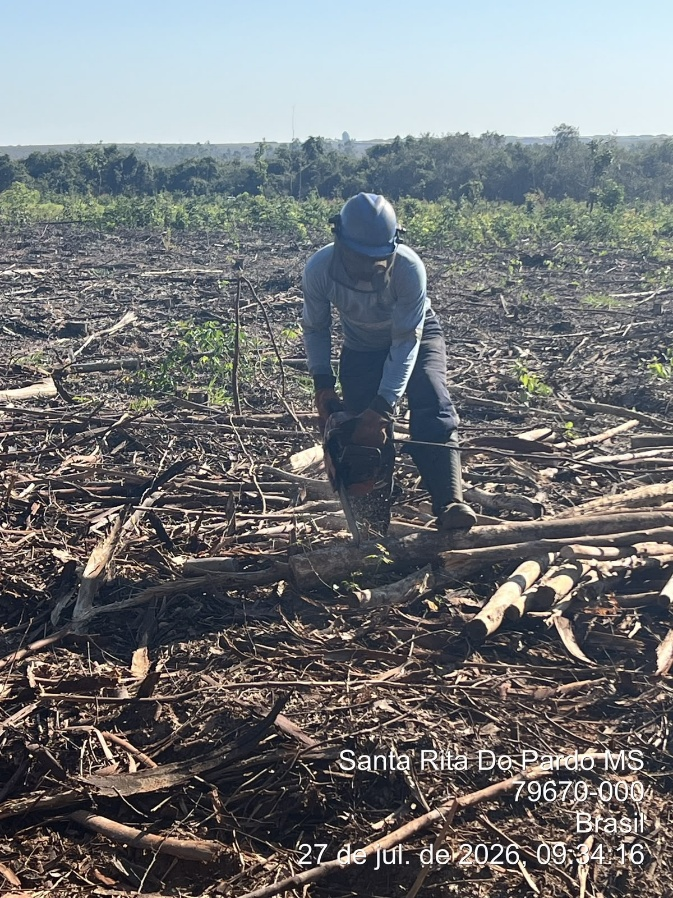 Santa Rita Do Pardo MS
79670-000
Brasil
27 de jul. de 2026, 09:34:16